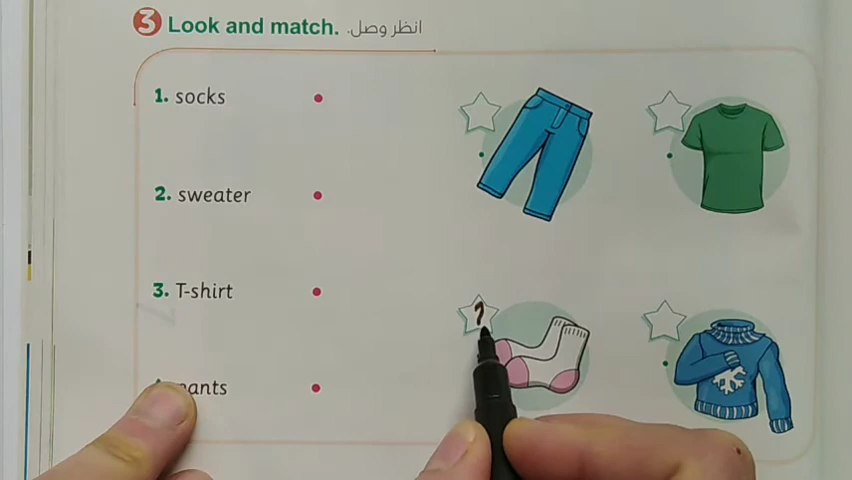 3 Look and match. انظر وصل.
1. socks
2. sweater
3. T-shirt
pants